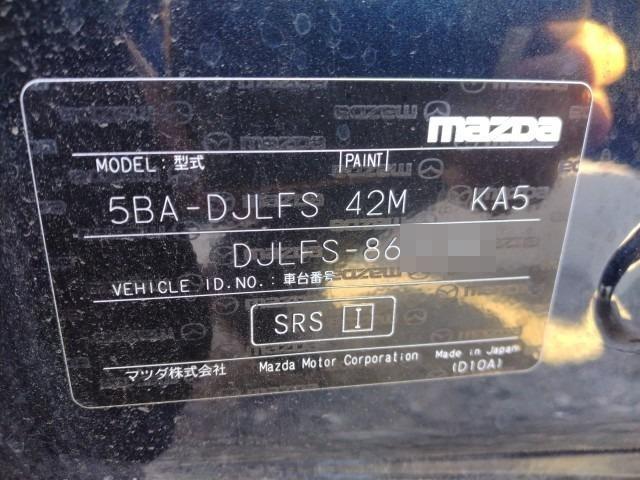 mazda
MODEL：型式 PAINT
5BA-DJLFS 42M KA5
DJLFS-86
VEHICLE ID.NO.：車台番号
SRS I
マツダ株式会社 Mazda Motor Corporation Made in Japan
(D10A)